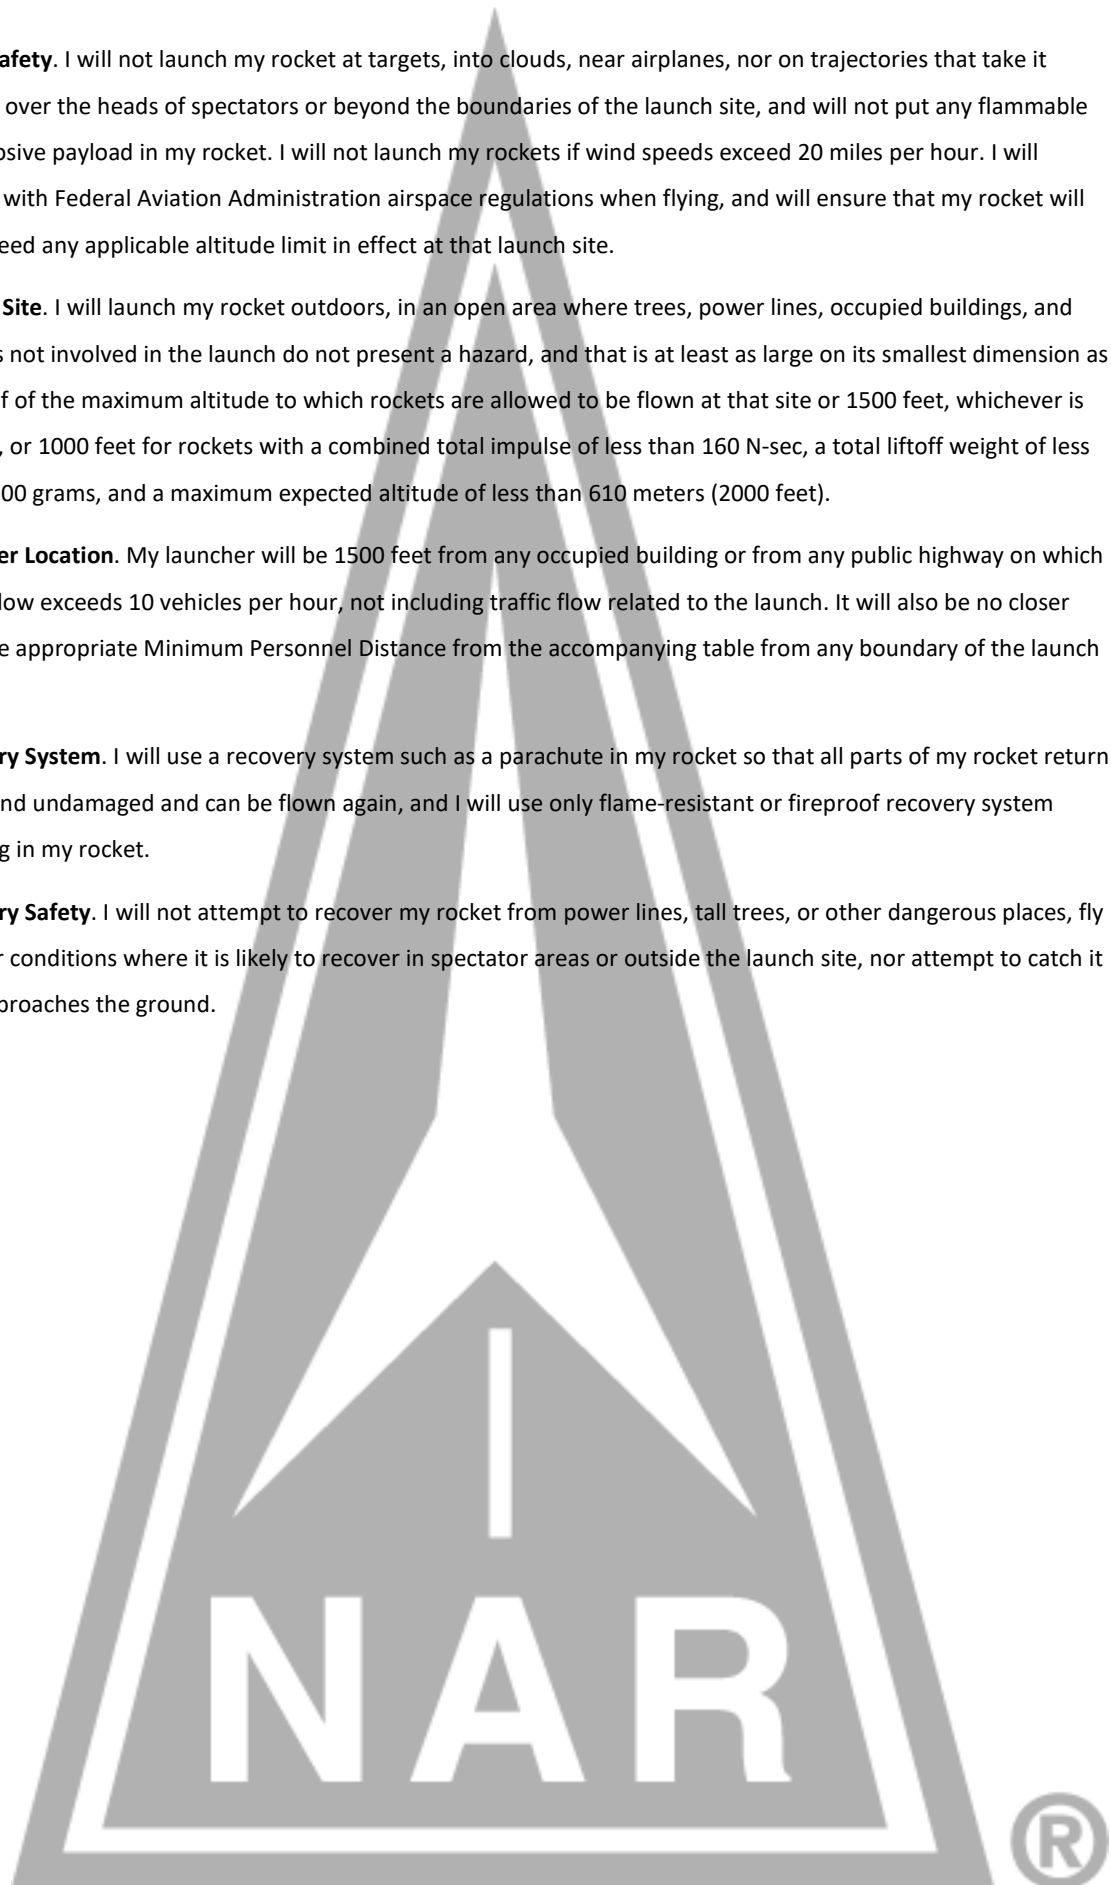 afety. I will not launch my rocket at targets, into clouds, near airplanes, nor on trajectories that take it
over the heads of spectators or beyond the boundaries of the launch site, and will not put any flammable
osive payload in my rocket. I will not launch my rockets if wind speeds exceed 20 miles per hour. I will
with Federal Aviation Administration airspace regulations when flying, and will ensure that my rocket will
eed any applicable altitude limit in effect at that launch site.
Site. I will launch my rocket outdoors, in an open area where trees, power lines, occupied buildings, and
s not involved in the launch do not present a hazard, and that is at least as large on its smallest dimension as
f of the maximum altitude to which rockets are allowed to be flown at that site or 1500 feet, whichever is
, or 1000 feet for rockets with a combined total impulse of less than 160 N-sec, a total liftoff weight of less
00 grams, and a maximum expected altitude of less than 610 meters (2000 feet).
er Location. My launcher will be 1500 feet from any occupied building or from any public highway on which
low exceeds 10 vehicles per hour, not including traffic flow related to the launch. It will also be no closer
e appropriate Minimum Personnel Distance from the accompanying table from any boundary of the launch
ry System. I will use a recovery system such as a parachute in my rocket so that all parts of my rocket return
nd undamaged and can be flown again, and I will use only flame-resistant or fireproof recovery system
g in my rocket.
ry Safety. I will not attempt to recover my rocket from power lines, tall trees, or other dangerous places, fly
r conditions where it is likely to recover in spectator areas or outside the launch site, nor attempt to catch it
proaches the ground.
NAR
®